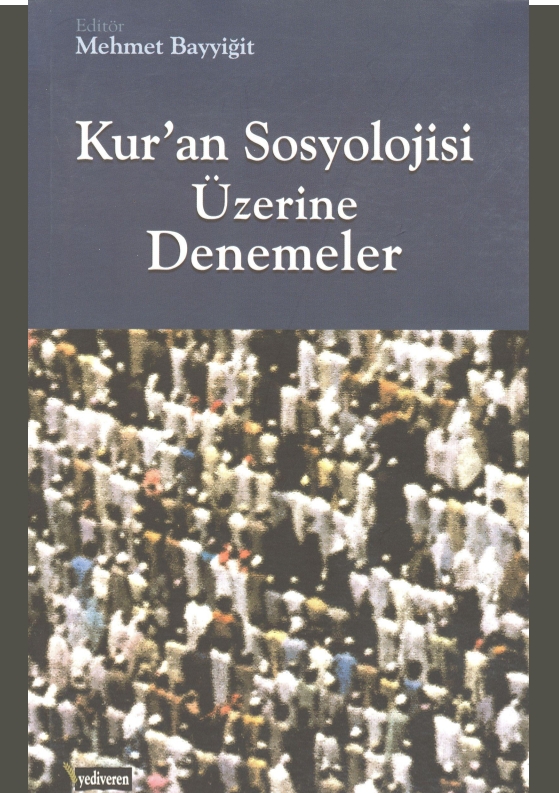 Editör
Mehmet Bayyiğit
Kur'an Sosyolojisi
Üzerine
Denemeler
yediveren